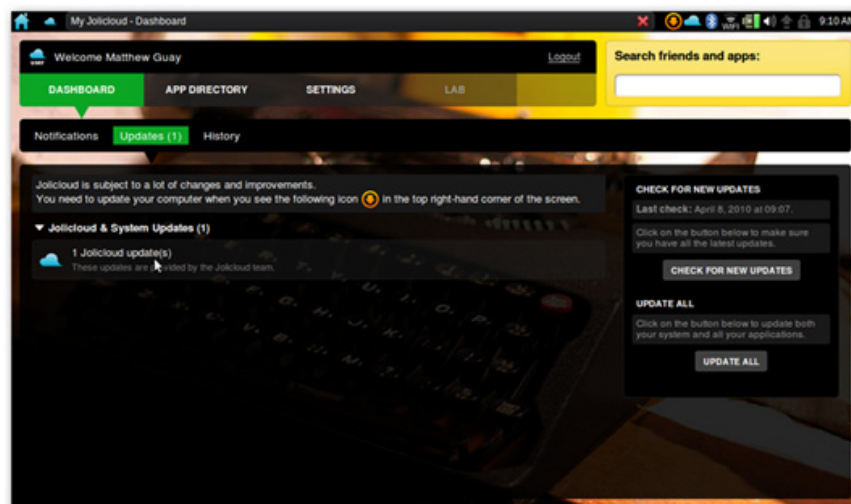 My Jolicloud - Dashboard
WiFi
9:10 AM
Welcome Matthew Guay
Logout
Search friends and apps:
DASHBOARD
APP DIRECTORY
SETTINGS
LAB
Notifications
Updates (1)
History
Jolicloud is subject to a lot of changes and improvements.
You need to update your computer when you see the following icon in the top right-hand corner of the screen.
Jolicloud & System Updates (1)
1 Jolicloud update(s)
These updates are provided by the Jolicloud team.
CHECK FOR NEW UPDATES
Last check: April 8, 2010 at 09:07.
Click on the button below to make sure
you have all the latest updates.
CHECK FOR NEW UPDATES
UPDATE ALL
Click on the button below to update both
your system and all your applications.
UPDATE ALL